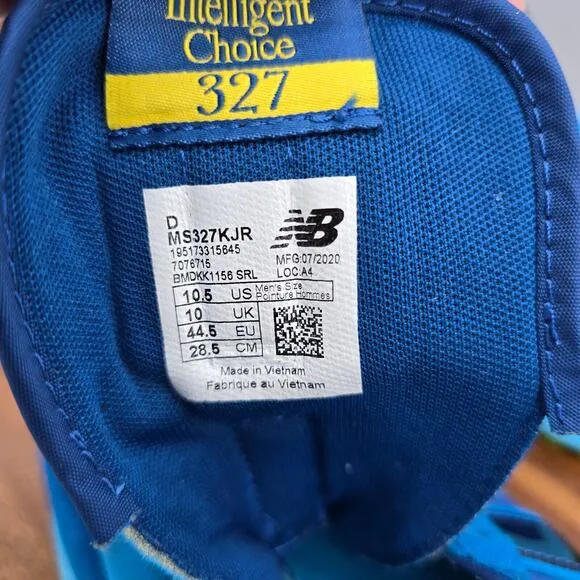 Intelligent
Choice
327
D
MS327KJR
195173315645
7076715
BMDKK1156 SRL
NB
MFG:07/2020
LOC:A4
10.5 US Men's Size
Pointure Hommes
10 UK
44.5 EU
28.5 CM
Made in Vietnam
Fabrique au Vietnam